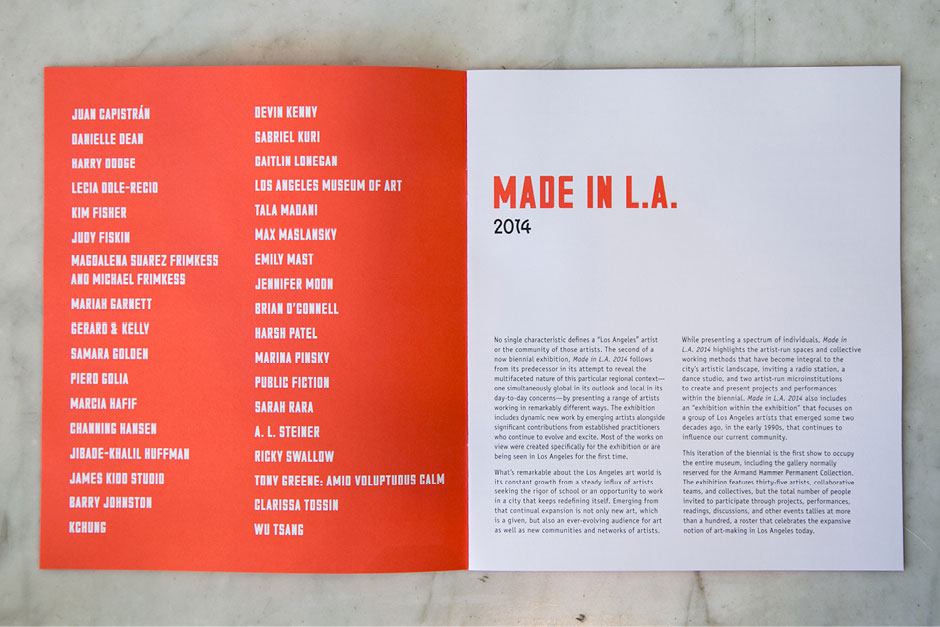 JUAN CAPISTRÁN
DANIELLE DEAN
HARRY DODGE
LECIA DOLE-RECIO
KIM FISHER
JUDY FISKIN
MAGDALENA SUAREZ FRIMKESS
AND MICHAEL FRIMKESS
MARIAH GARNETT
GERARD & KELLY
SAMARA GOLDEN
PIERO GOLIA
MARCIA HAFIF
CHANNING HANSEN
JIBADE-KHALIL HUFFMAN
JAMES KIDD STUDIO
BARRY JOHNSTON
KCHUNG
DEVIN KENNY
GABRIEL KURI
CAITLIN LONEGAN
LOS ANGELES MUSEUM OF ART
TALA MADANI
MAX MASLANSKY
EMILY MAST
JENNIFER MOON
BRIAN O'CONNELL
HARSH PATEL
MARINA PINSKY
PUBLIC FICTION
SARAH RARA
A. L. STEINER
RICKY SWALLOW
TONY GREENE: AMID VOLUPTUOUS CALM
CLARISSA TOSSIN
WU TSANG
MADE IN L.A.
2014
No single characteristic defines a “Los Angeles” artist
or the community of those artists. The second of a
now biennial exhibition, Made in L.A. 2014 follows
from its predecessor in its attempt to reveal the
multifaceted nature of this particular regional context—
one simultaneously global in its outlook and local in its
day-to-day concerns—by presenting a range of artists
working in remarkably different ways. The exhibition
includes dynamic new work by emerging artists alongside
significant contributions from established practitioners
who continue to evolve and excite. Most of the works on
view were created specifically for the exhibition or are
being seen in Los Angeles for the first time.
What's remarkable about the Los Angeles art world is
its constant growth from a steady influx of artists
seeking the rigor of school or an opportunity to work
in a city that keeps redefining itself. Emerging from
that continual expansion is not only new art, which
is a given, but also an ever-evolving audience for art
as well as new communities and networks of artists.
While presenting a spectrum of individuals, Made in
L.A. 2014 highlights the artist-run spaces and collective
working methods that have become integral to the
city's artistic landscape, inviting a radio station, a
dance studio, and two artist-run microinstitutions
to create and present projects and performances
within the biennial. Made in L.A. 2014 also includes
an “exhibition within the exhibition” that focuses on
a group of Los Angeles artists that emerged some two
decades ago, in the early 1990s, that continues to
influence our current community.
This iteration of the biennial is the first show to occupy
the entire museum, including the gallery normally
reserved for the Armand Hammer Permanent Collection.
The exhibition features thirty-five artists, collaborative
teams, and collectives, but the total number of people
invited to participate through projects, performances,
readings, discussions, and other events tallies at more
than a hundred, a roster that celebrates the expansive
notion of art-making in Los Angeles today.